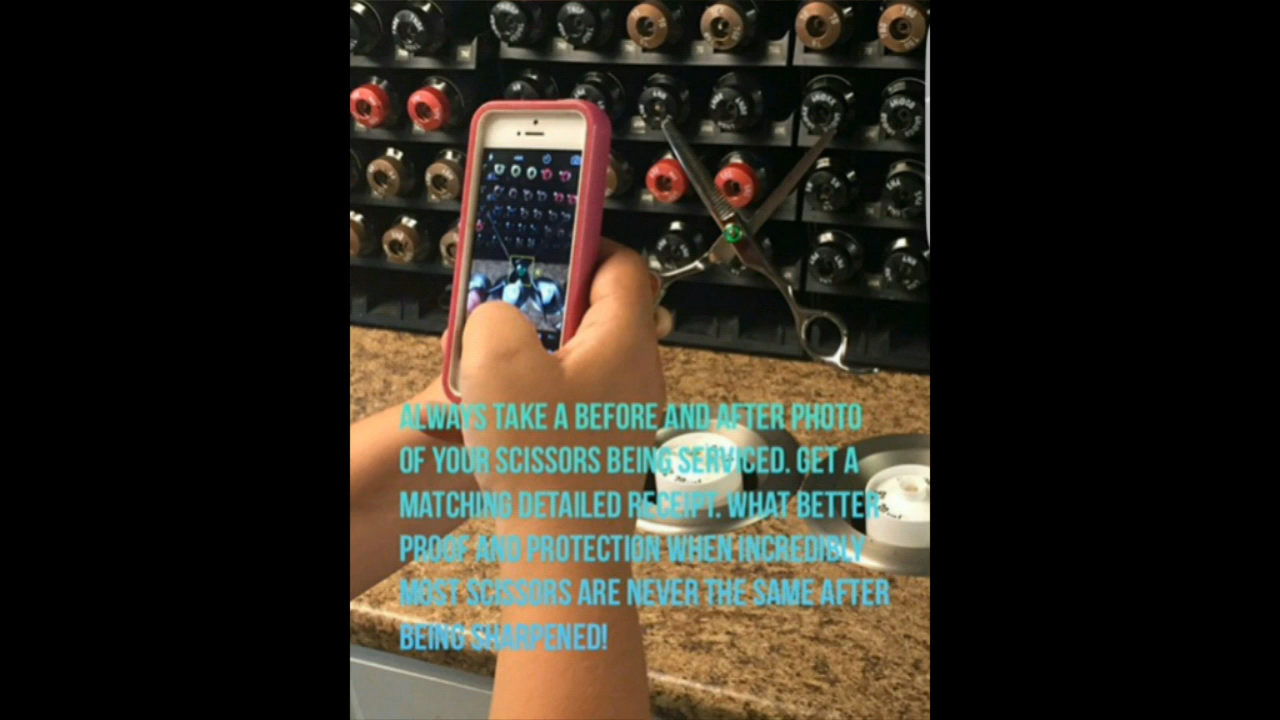 ALWAYS TAKE A BEFORE AND AFTER PHOTO
OF YOUR SCISSORS BEING SERVICED. GET A
MATCHING DETAILED RECEIPT. WHAT BETTER
PROOF AND PROTECTION WHEN INCREDIBLY
MOST SCISSORS ARE NEVER THE SAME AFTER
BEING SHARPENED!